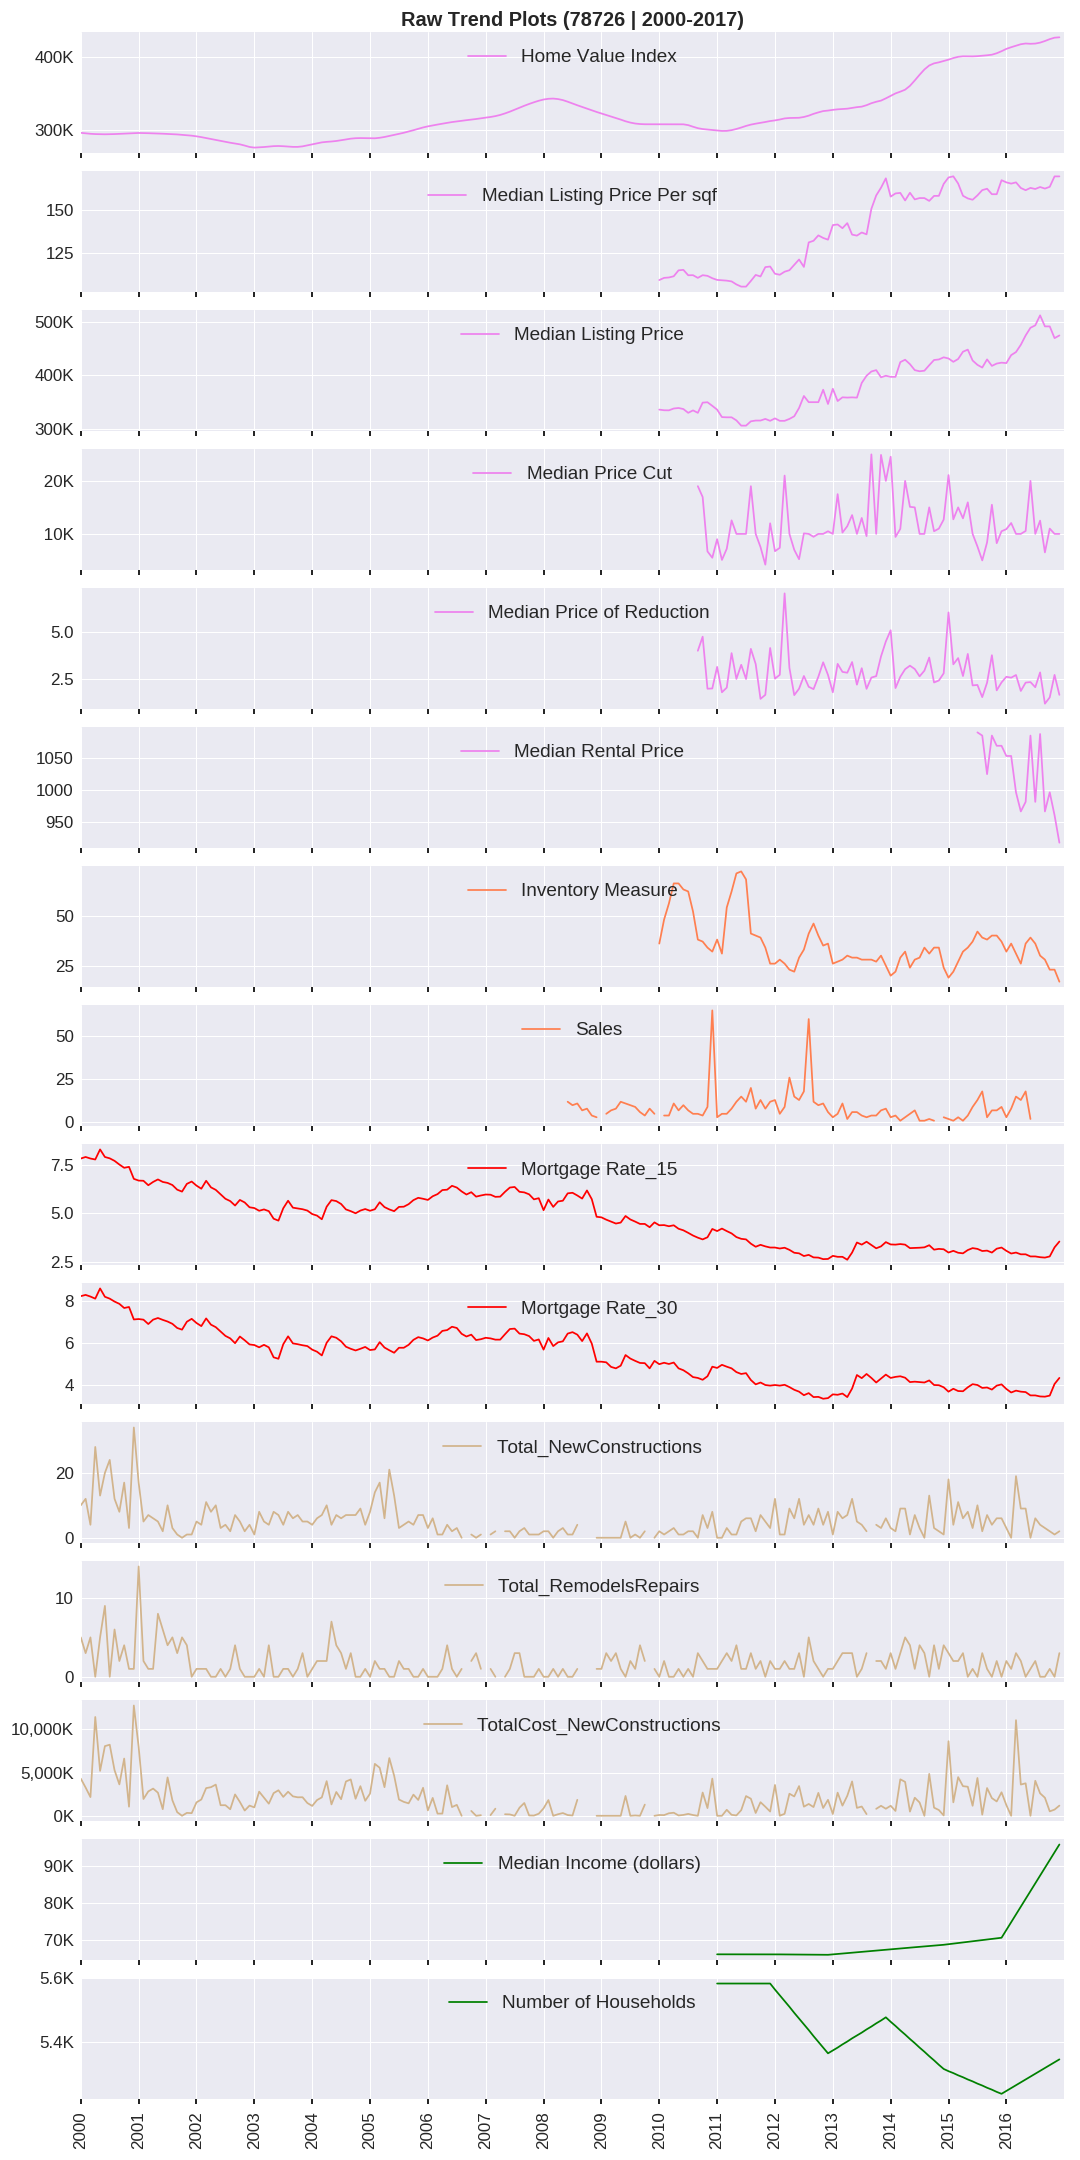 Raw Trend Plots (78726 | 2000-2017)
Home Value Index
400K
300K
Median Listing Price Per sqf
150
125
Median Listing Price
500K
400K
300K
Median Price Cut
20K
10K
Median Price of Reduction
5.0
2.5
Median Rental Price
1050
1000
950
Inventory Measure
50
25
Sales
50
25
0
Mortgage Rate_15
7.5
5.0
2.5
Mortgage Rate_30
8
6
4
Total_NewConstructions
20
0
Total_RemodelsRepairs
10
0
TotalCost_NewConstructions
10,000K
5,000K
0K
Median Income (dollars)
90K
80K
70K
Number of Households
5.6K
5.4K
2000 2001 2002 2003 2004 2005 2006 2007 2008 2009 2010 2011 2012 2013 2014 2015 2016